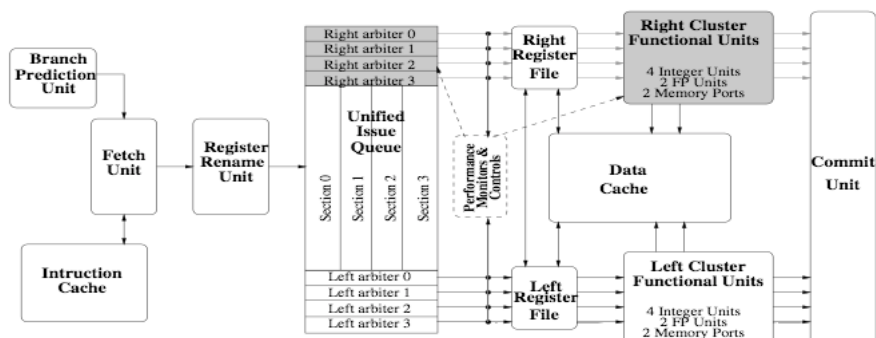 Branch
Prediction
Unit
Fetch
Unit
Intruction
Cache
Register
Rename
Unit
Right arbiter 0
Right arbiter 1
Right arbiter 2
Right arbiter 3
Unified
Issue
Queue
Section 0
Section 1
Section 2
Section 3
Left arbiter 0
Left arbiter 1
Left arbiter 2
Left arbiter 3
Performance
Monitors &
Controls
Right
Register
File
Left
Register
File
Right Cluster
Functional Units
4 Integer Units
2 FP Units
2 Memory Ports
Data
Cache
Left Cluster
Functional Units
4 Integer Units
2 FP Units
2 Memory Ports
Commit
Unit